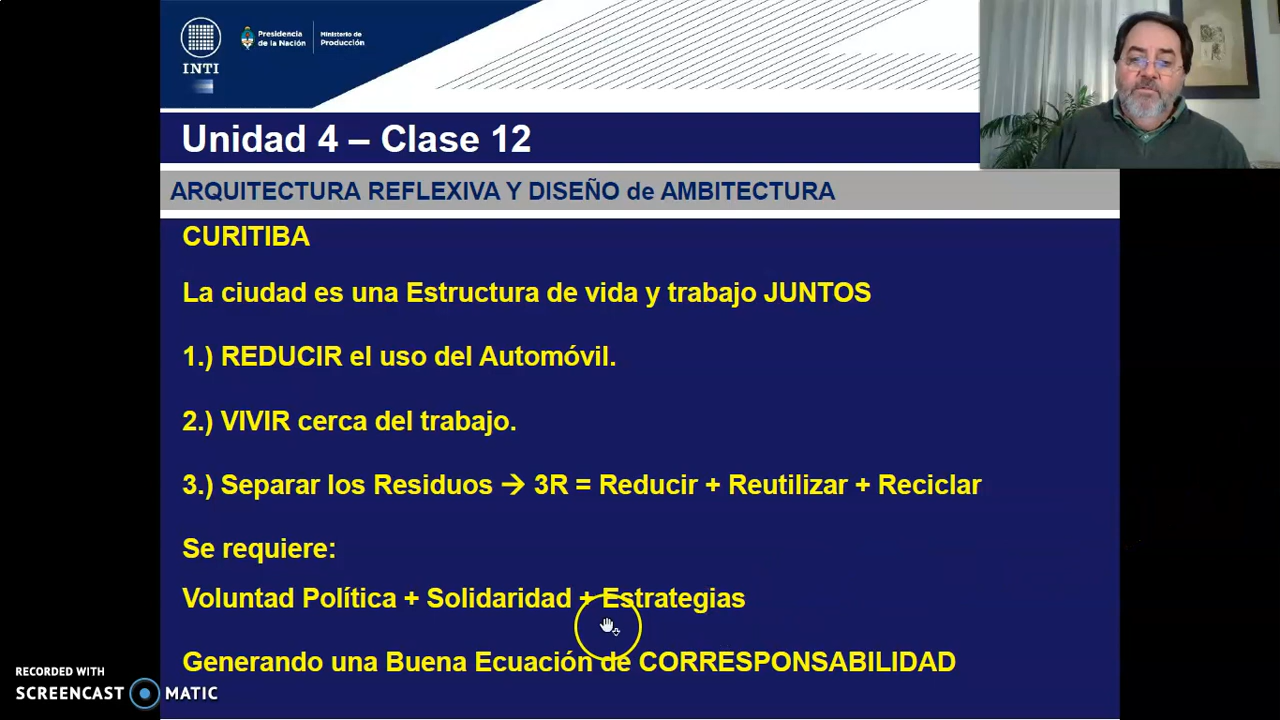 INTI
Presidencia
de la Nación
Ministerio de
Producción
Unidad 4 – Clase 12
ARQUITECTURA REFLEXIVA Y DISEÑO de AMBITECTURA
CURITIBA
La ciudad es una Estructura de vida y trabajo JUNTOS
1.) REDUCIR el uso del Automóvil.
2.) VIVIR cerca del trabajo.
3.) Separar los Residuos → 3R = Reducir + Reutilizar + Reciclar
Se requiere:
Voluntad Política + Solidaridad + Estrategias
Generando una Buena Ecuación de CORRESPONSABILIDAD
RECORDED WITH
SCREENCAST MATIC